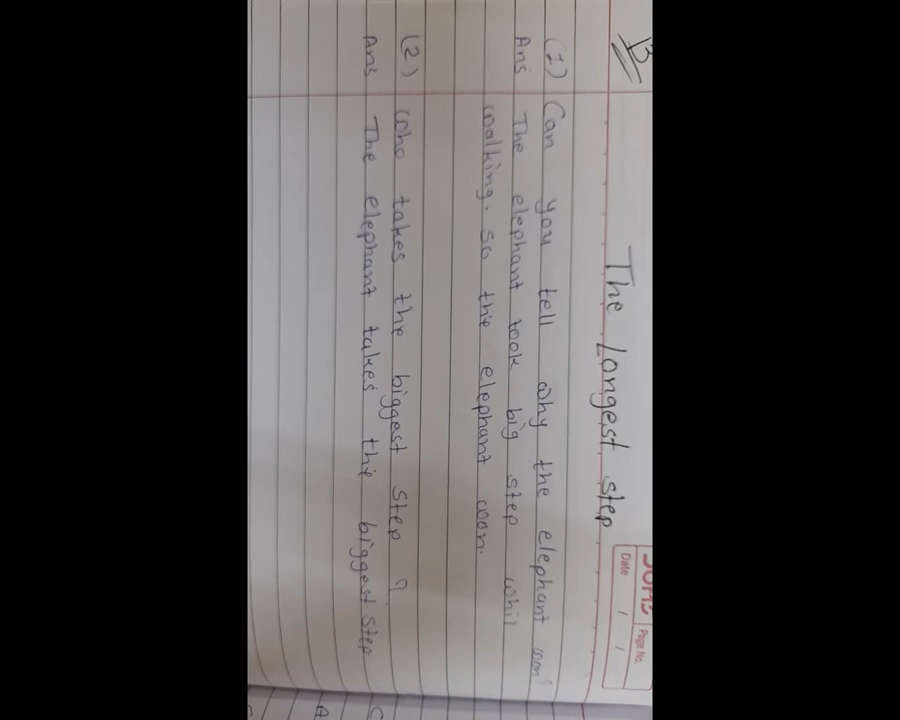 B
The Longest step
Date / /
Page No.
(1) Can you tell why the elephant won?
Ans The elephant took big step whil
walking. so the elephant won.
(2) who takes the biggest step ?
Ans The elephant takes the biggest step